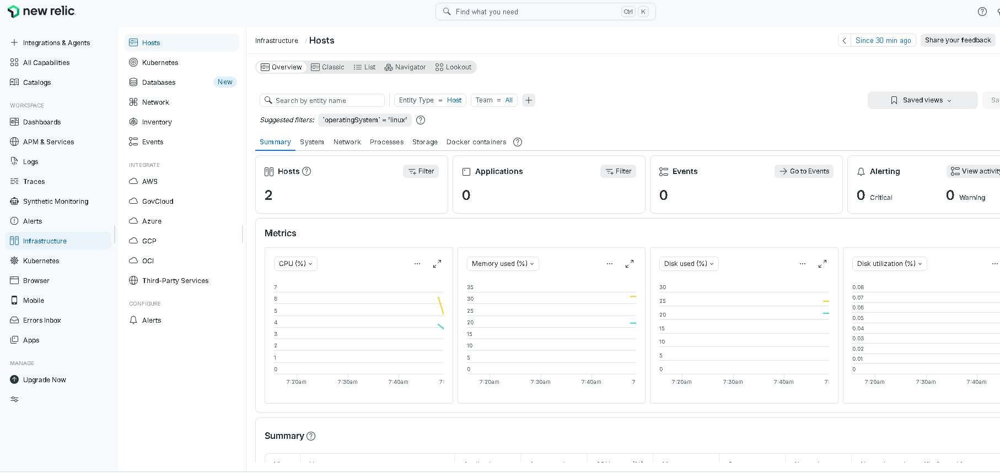 new relic.
Find what you need
Ctrl K
Integrations & Agents
All Capabilities
Catalogs
WORKSPACE
Dashboards
APM & Services
Logs
Traces
Synthetic Monitoring
Alerts
Infrastructure
Kubernetes
Browser
Mobile
Errors Inbox
Apps
MANAGE
Upgrade Now
Hosts
Kubernetes
Databases New
Network
Inventory
Events
INTEGRATE
AWS
GovCloud
Azure
GCP
OCI
Third-Party Services
CONFIGURE
Alerts
Infrastructure / Hosts
Since 30 min ago
Share your feedback
Overview Classic List Navigator Lookout
Search by entity name
Entity Type = Host
Team = All
Saved views
Suggested filters: `operatingSystem` = 'linux'
Summary System Network Processes Storage Docker containers
Hosts Filter
2
Applications Filter
0
Events Go to Events
0
Alerting View activity
0 Critical 0 Warning
Metrics
CPU (%)
7
6
5
4
3
2
1
0
7:20am 7:30am 7:40am 7:
Memory used (%)
35
30
25
20
15
10
5
0
7:20am 7:30am 7:40am 7
Disk used (%)
30
25
20
15
10
5
0
7:20am 7:30am 7:40am 7:
Disk utilization (%)
0.08
0.07
0.06
0.05
0.04
0.03
0.02
0.01
0
7:20am 7:30am 7:40am
Summary